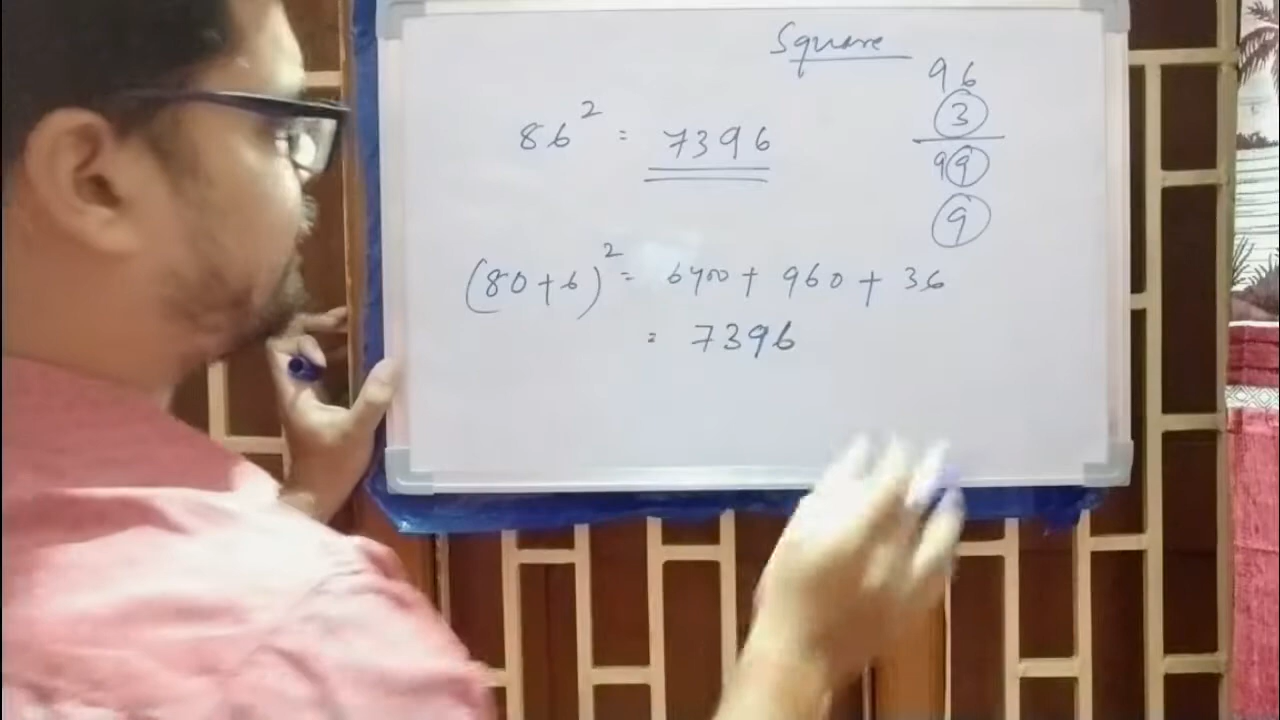 Square
86² = 7396
96
3
99
9
(80+6)² = 6400 + 960 + 36
= 7396